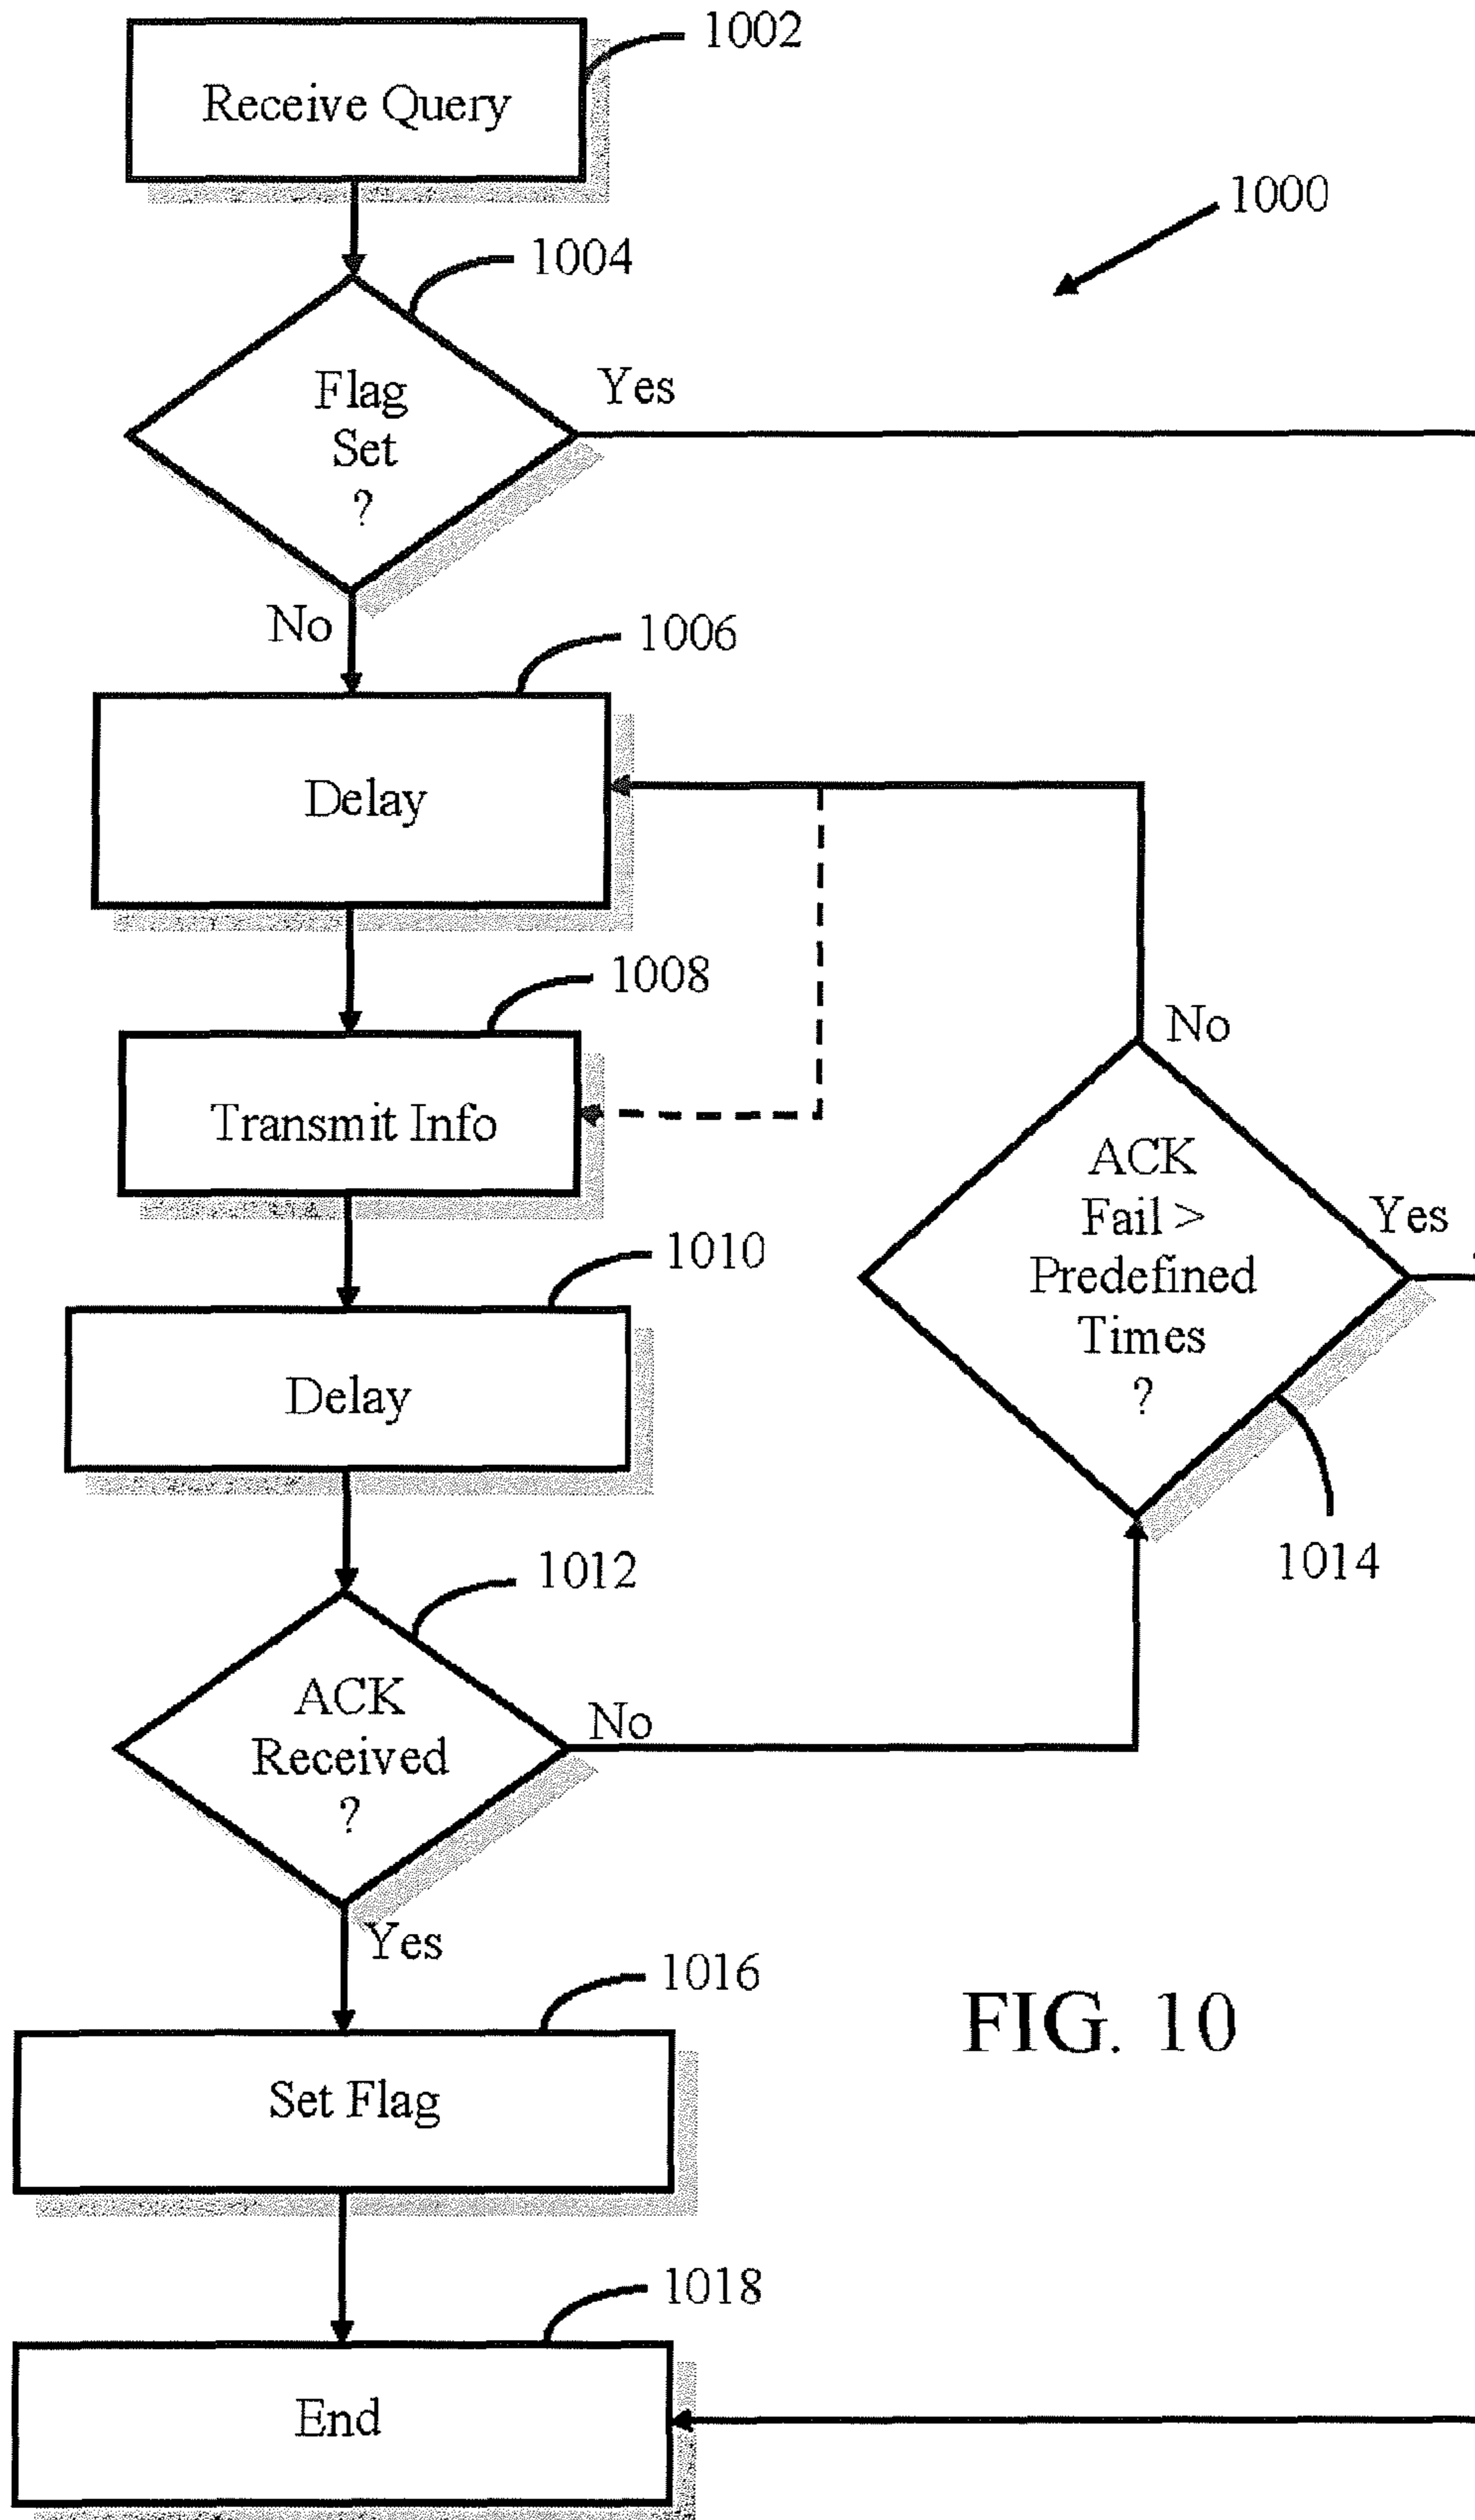 1002
Receive Query
1000
1004
Flag
Set
?
Yes
No
1006
Delay
1008
Transmit Info
No
ACK
Fail >
Predefined
Times
?
Yes
1014
1010
Delay
1012
ACK
Received
?
No
Yes
1016
Set Flag
FIG. 10
1018
End